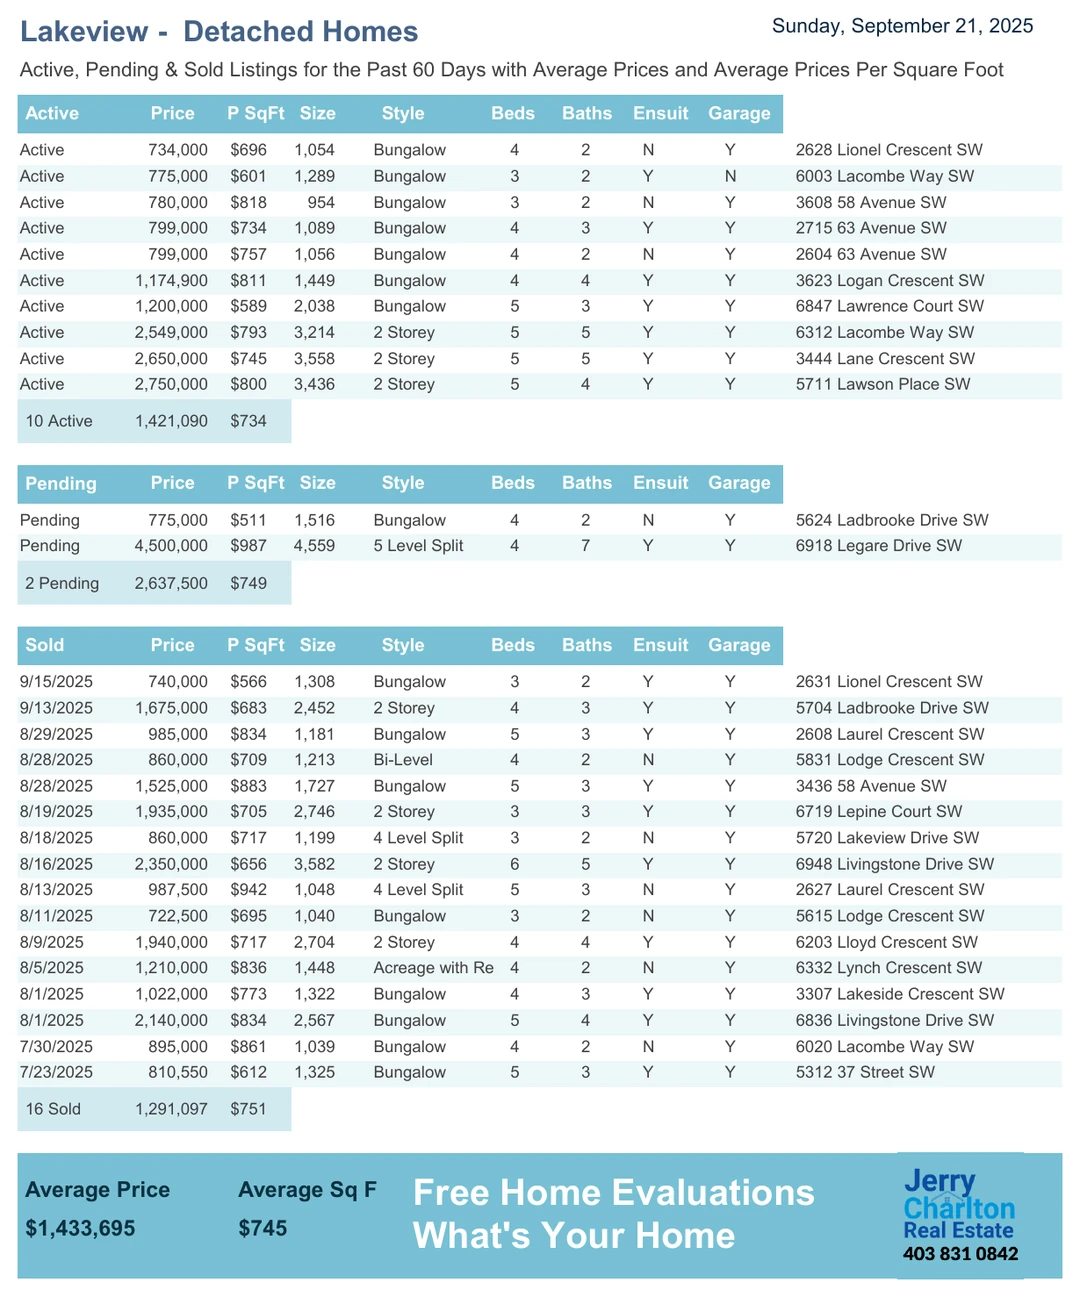 Lakeview -  Detached Homes
Sunday, September 21, 2025
Active, Pending & Sold Listings for the Past 60 Days with Average Prices and Average Prices Per Square Foot
Active Price P SqFt Size Style Beds Baths Ensuit Garage
Active 734,000 $696 1,054 Bungalow 4 2 N Y 2628 Lionel Crescent SW
Active 775,000 $601 1,289 Bungalow 3 2 Y N 6003 Lacombe Way SW
Active 780,000 $818 954 Bungalow 3 2 N Y 3608 58 Avenue SW
Active 799,000 $734 1,089 Bungalow 4 3 Y Y 2715 63 Avenue SW
Active 799,000 $757 1,056 Bungalow 4 2 N Y 2604 63 Avenue SW
Active 1,174,900 $811 1,449 Bungalow 4 4 Y Y 3623 Logan Crescent SW
Active 1,200,000 $589 2,038 Bungalow 5 3 Y Y 6847 Lawrence Court SW
Active 2,549,000 $793 3,214 2 Storey 5 5 Y Y 6312 Lacombe Way SW
Active 2,650,000 $745 3,558 2 Storey 5 5 Y Y 3444 Lane Crescent SW
Active 2,750,000 $800 3,436 2 Storey 5 4 Y Y 5711 Lawson Place SW
10 Active 1,421,090 $734
Pending Price P SqFt Size Style Beds Baths Ensuit Garage
Pending 775,000 $511 1,516 Bungalow 4 2 N Y 5624 Ladbrooke Drive SW
Pending 4,500,000 $987 4,559 5 Level Split 4 7 Y Y 6918 Legare Drive SW
2 Pending 2,637,500 $749
Sold Price P SqFt Size Style Beds Baths Ensuit Garage
9/15/2025 740,000 $566 1,308 Bungalow 3 2 Y Y 2631 Lionel Crescent SW
9/13/2025 1,675,000 $683 2,452 2 Storey 4 3 Y Y 5704 Ladbrooke Drive SW
8/29/2025 985,000 $834 1,181 Bungalow 5 3 Y Y 2608 Laurel Crescent SW
8/28/2025 860,000 $709 1,213 Bi-Level 4 2 N Y 5831 Lodge Crescent SW
8/28/2025 1,525,000 $883 1,727 Bungalow 5 3 Y Y 3436 58 Avenue SW
8/19/2025 1,935,000 $705 2,746 2 Storey 3 3 Y Y 6719 Lepine Court SW
8/18/2025 860,000 $717 1,199 4 Level Split 3 2 N Y 5720 Lakeview Drive SW
8/16/2025 2,350,000 $656 3,582 2 Storey 6 5 Y Y 6948 Livingstone Drive SW
8/13/2025 987,500 $942 1,048 4 Level Split 5 3 N Y 2627 Laurel Crescent SW
8/11/2025 722,500 $695 1,040 Bungalow 3 2 N Y 5615 Lodge Crescent SW
8/9/2025 1,940,000 $717 2,704 2 Storey 4 4 Y Y 6203 Lloyd Crescent SW
8/5/2025 1,210,000 $836 1,448 Acreage with Re 4 2 N Y 6332 Lynch Crescent SW
8/1/2025 1,022,000 $773 1,322 Bungalow 4 3 Y Y 3307 Lakeside Crescent SW
8/1/2025 2,140,000 $834 2,567 Bungalow 5 4 Y Y 6836 Livingstone Drive SW
7/30/2025 895,000 $861 1,039 Bungalow 4 2 N Y 6020 Lacombe Way SW
7/23/2025 810,550 $612 1,325 Bungalow 5 3 Y Y 5312 37 Street SW
16 Sold 1,291,097 $751
Average Price Average Sq F
$1,433,695 $745
Free Home Evaluations
What's Your Home
Jerry
Charlton
Real Estate
403 831 0842